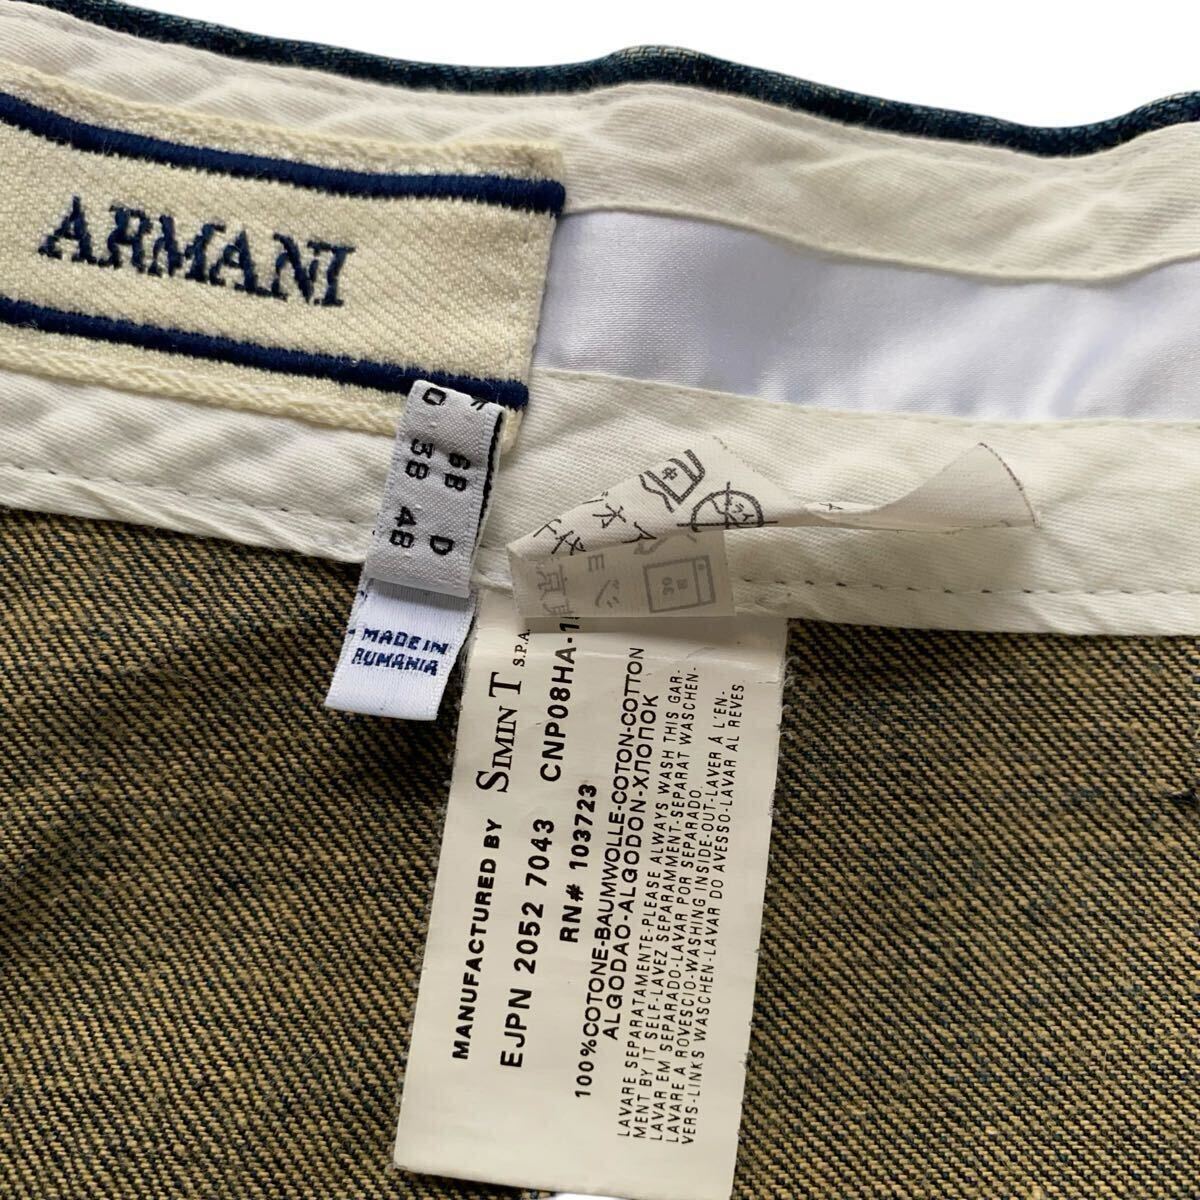 ARMANI
D 38 48
6B D
MADE IN
RUMANIA
MANUFACTURED BY SIMINT S.P.A.
EJPN 2052 7043 CNP08HA-1
RN# 103723
100%COTONE-BAUMWOLLE-COTON-COTTON
ALGODAO-ALGODON-ХЛОПОК
LAVARE SEPARATAMENTE-PLEASE ALWAYS WASH THIS GAR-
MENT BY IT SELF-LAVEZ SEPARAMMENT-SEPARAT WASCHEN-
LAVAR EM SEPARADO-LAVAR POR SEPARADO.
LAVARE A ROVESCIO-WASHING INSIDE-OUT-LAVER À L'EN-
VERS-LINKS WASCHEN-LAVAR DO AVESSO-LAVAR AL REVES